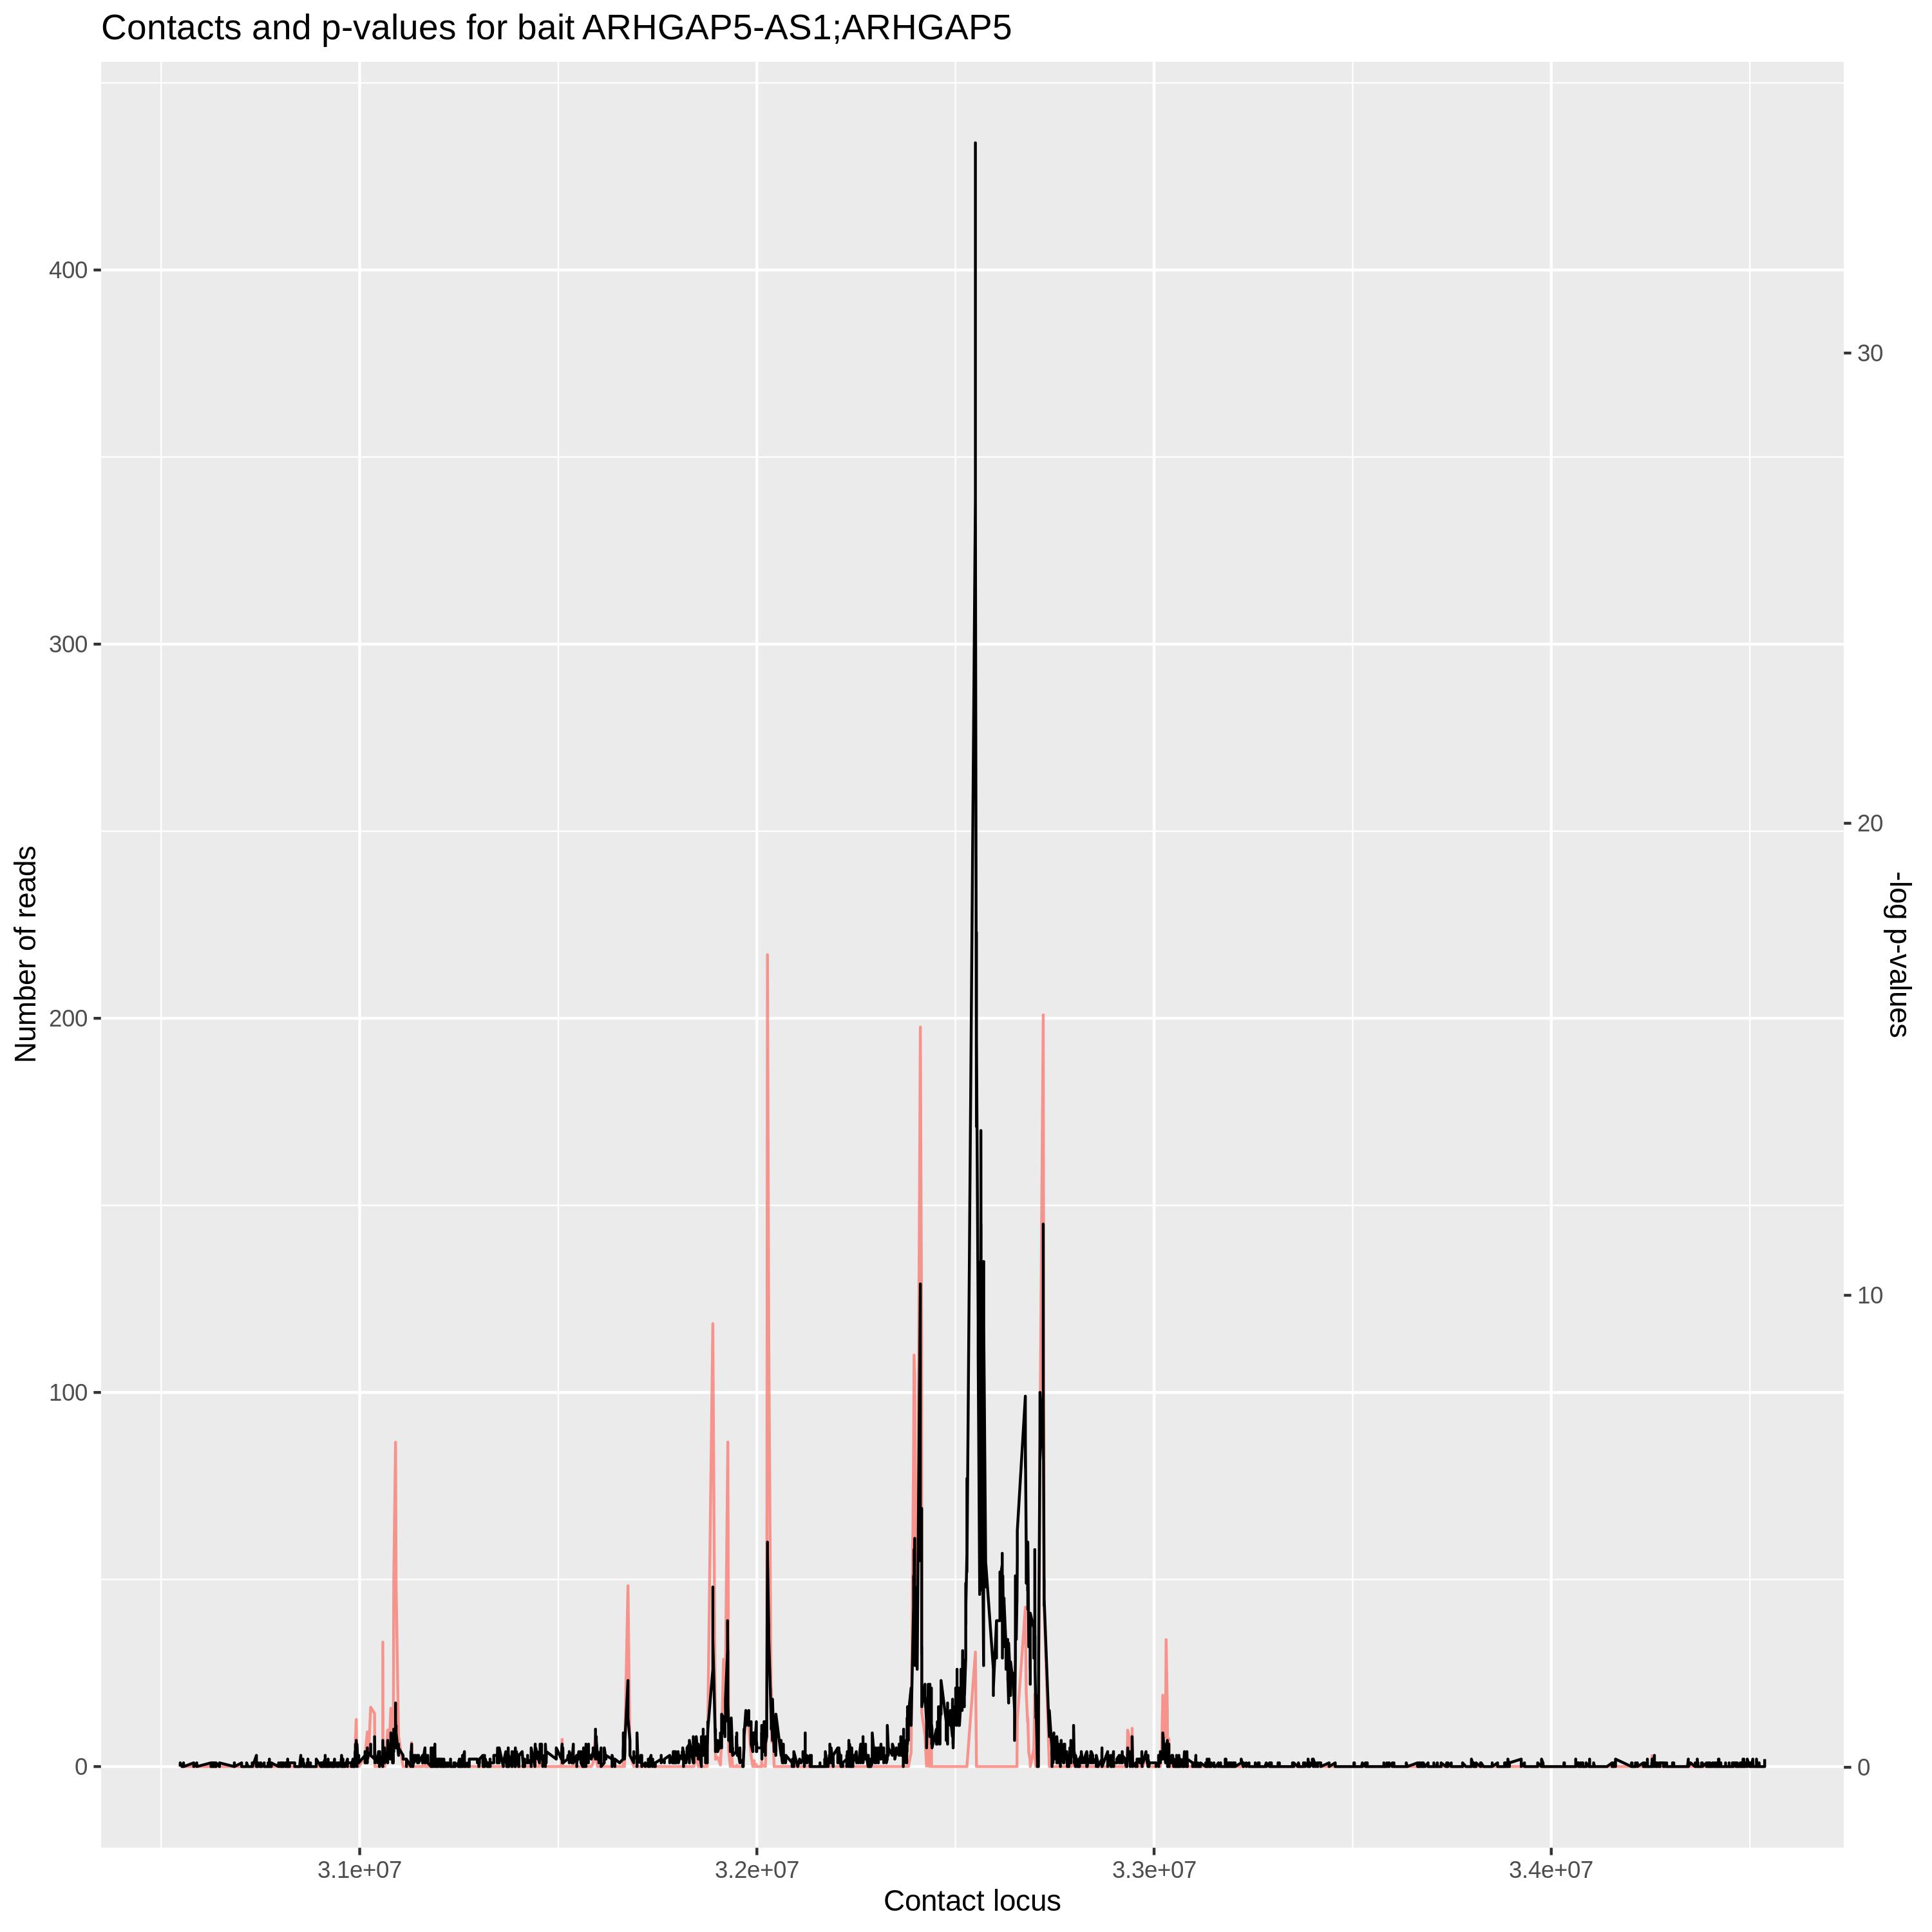 Contacts and p-values for bait ARHGAP5-AS1;ARHGAP5
400
300
200
100
0
Number of reads
30
20
10
0
-log p-values
3.1e+07
3.2e+07
3.3e+07
3.4e+07
Contact locus